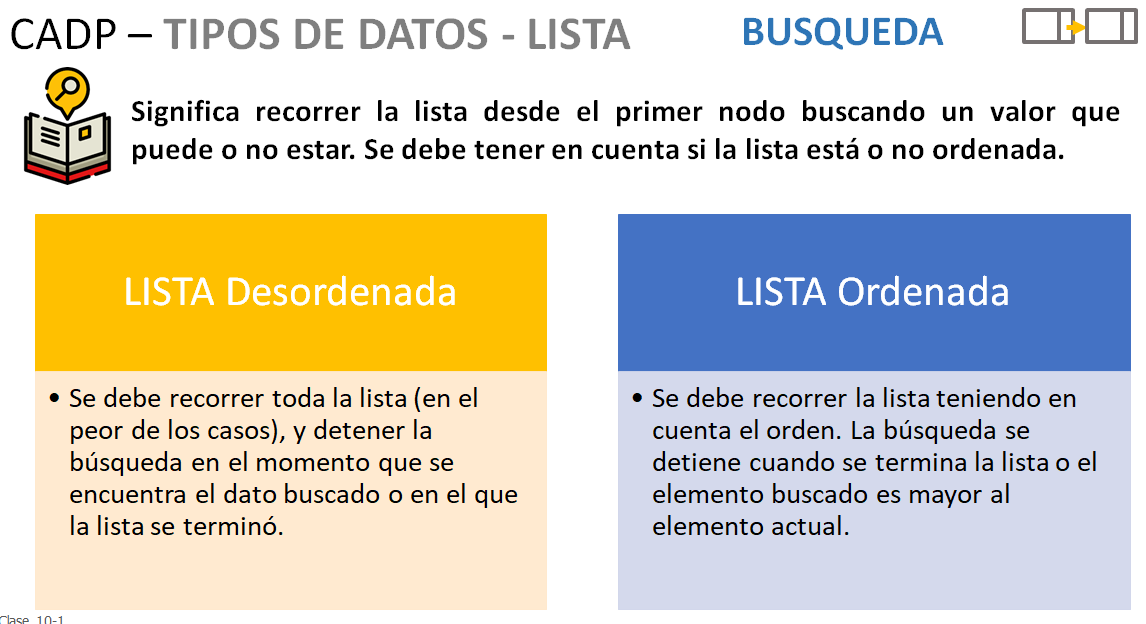 CADP – TIPOS DE DATOS - LISTA
BUSQUEDA
Significa recorrer la lista desde el primer nodo buscando un valor que
puede o no estar. Se debe tener en cuenta si la lista está o no ordenada.
LISTA Desordenada
• Se debe recorrer toda la lista (en el
peor de los casos), y detener la
búsqueda en el momento que se
encuentra el dato buscado o en el que
la lista se terminó.
LISTA Ordenada
• Se debe recorrer la lista teniendo en
cuenta el orden. La búsqueda se
detiene cuando se termina la lista o el
elemento buscado es mayor al
elemento actual.
Clase 10-1